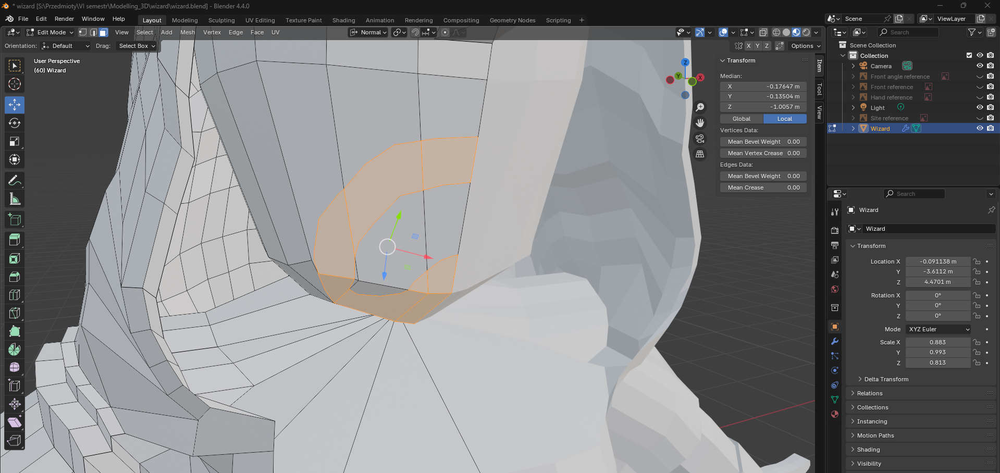 * wizard [S:\Przedmioty\VI semestr\Modelling_3D\wizard\wizard.blend] - Blender 4.4.0
File Edit Render Window Help
Layout Modeling Sculpting UV Editing Texture Paint Shading Animation Rendering Compositing Geometry Nodes Scripting +
Scene
ViewLayer
Edit Mode
View Select Add Mesh Vertex Edge Face UV
Normal
Orientation: Default Drag: Select Box
X Y Z Options
User Perspective
(60) Wizard
Z
Y
X
Transform
Median:
X -0.17647 m
Y -0.13504 m
Z -1.0057 m
Global Local
Vertices Data:
Mean Bevel Weight 0.00
Mean Vertex Crease 0.00
Edges Data:
Mean Bevel Weight 0.00
Mean Crease 0.00
Item
Tool
View
Search
Scene Collection
Collection
Camera
Front angle reference
Front reference
Hand reference
Light
Site reference
Wizard
Search
Wizard
Wizard
Transform
Location X -0.091138 m
Y -3.6112 m
Z 4.4701 m
Rotation X 0°
Y 0°
Z 0°
Mode XYZ Euler
Scale X 0.883
Y 0.993
Z 0.813
Delta Transform
Relations
Collections
Instancing
Motion Paths
Shading
Visibility